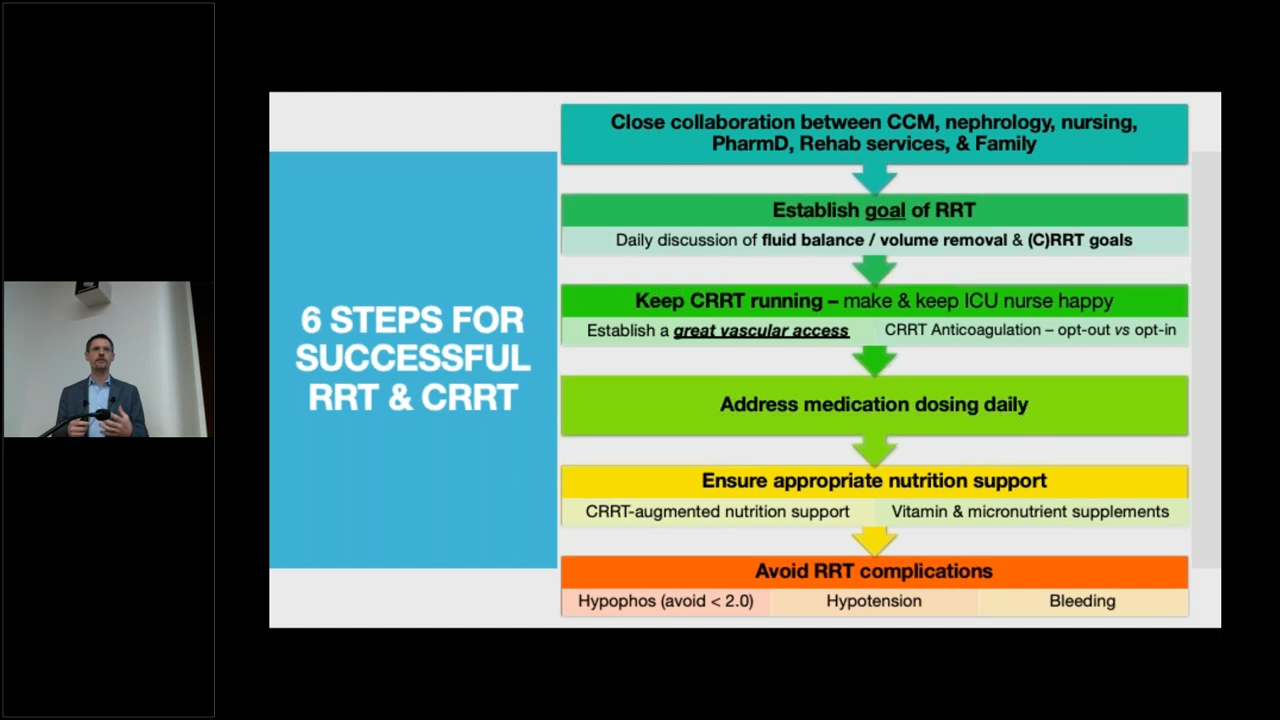 6 STEPS FOR
SUCCESSFUL
RRT & CRRT
Close collaboration between CCM, nephrology, nursing,
PharmD, Rehab services, & Family
Establish goal of RRT
Daily discussion of fluid balance / volume removal & (C)RRT goals
Keep CRRT running – make & keep ICU nurse happy
Establish a great vascular access
CRRT Anticoagulation – opt-out vs opt-in
Address medication dosing daily
Ensure appropriate nutrition support
CRRT-augmented nutrition support
Vitamin & micronutrient supplements
Avoid RRT complications
Hypophos (avoid < 2.0)
Hypotension
Bleeding